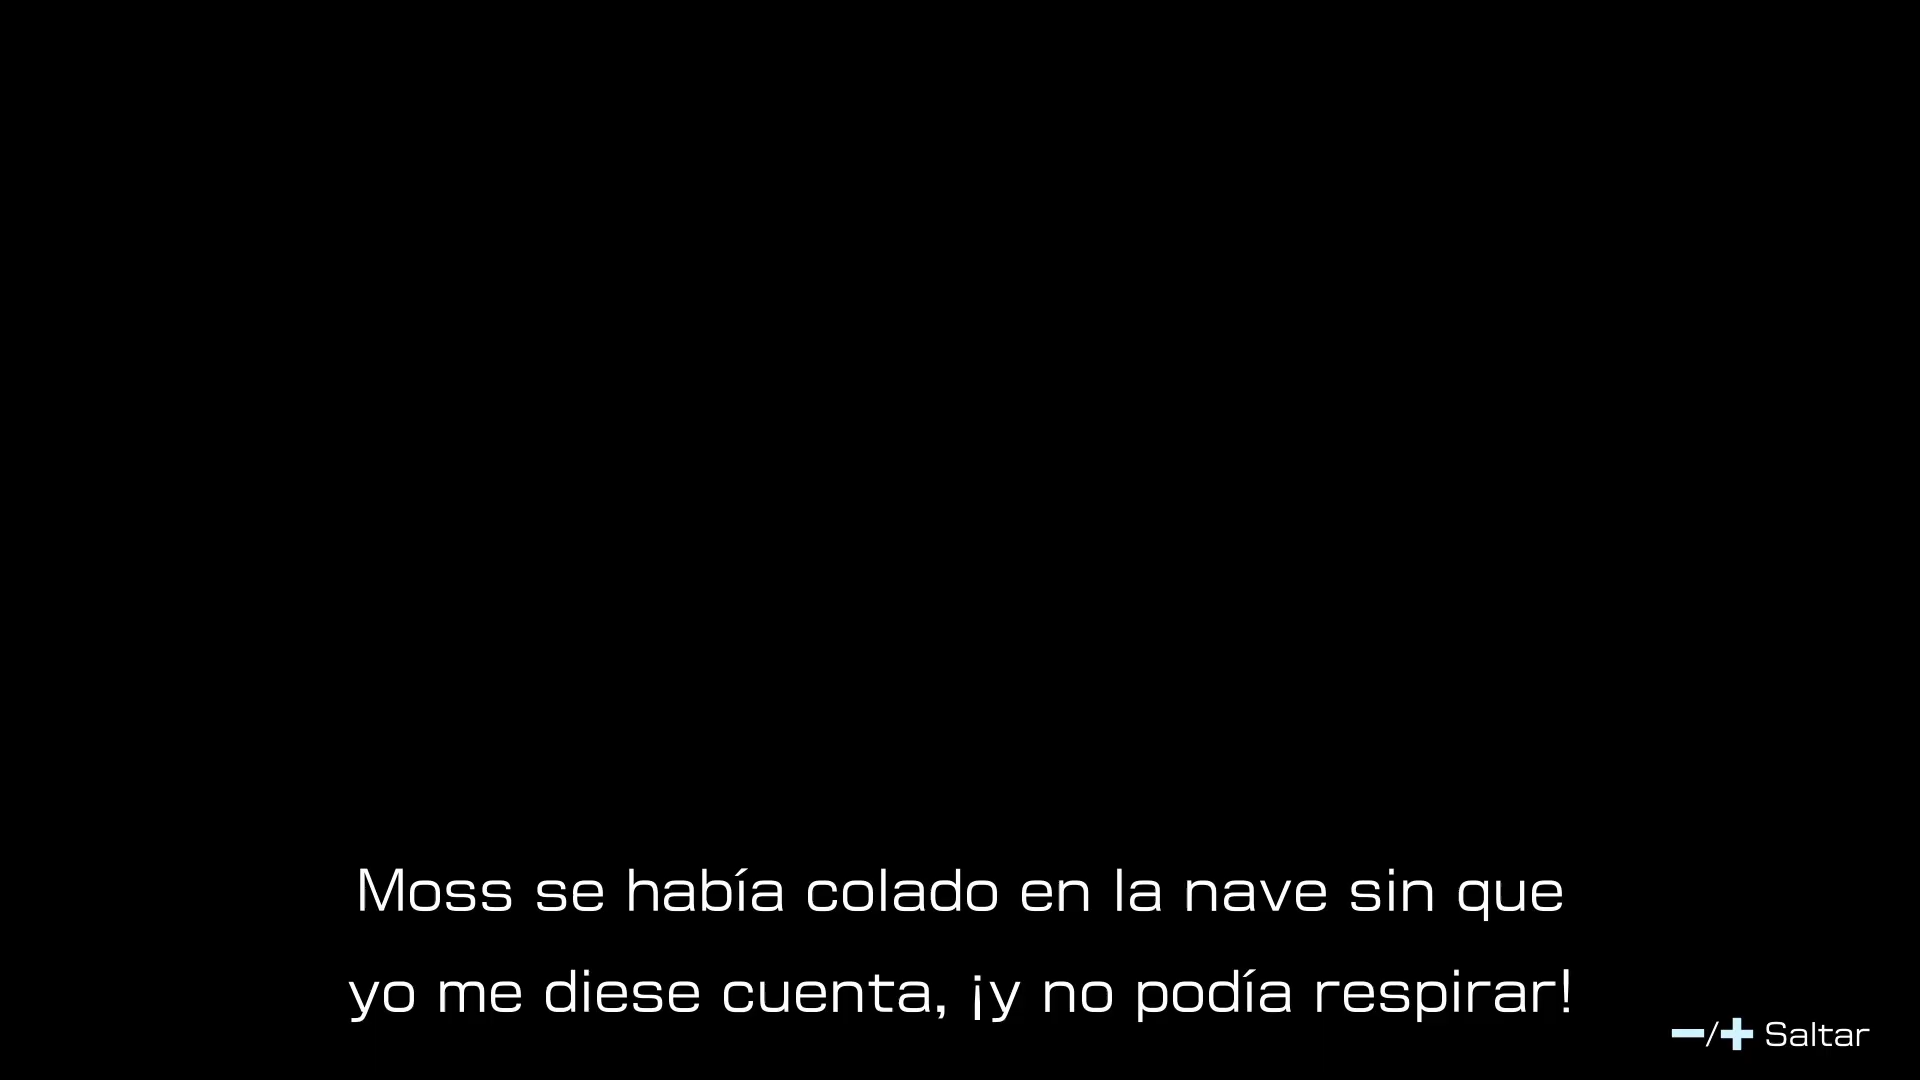 Moss se había colado en la nave sin que
yo me diese cuenta, ¡y no podía respirar!
−/+ Saltar